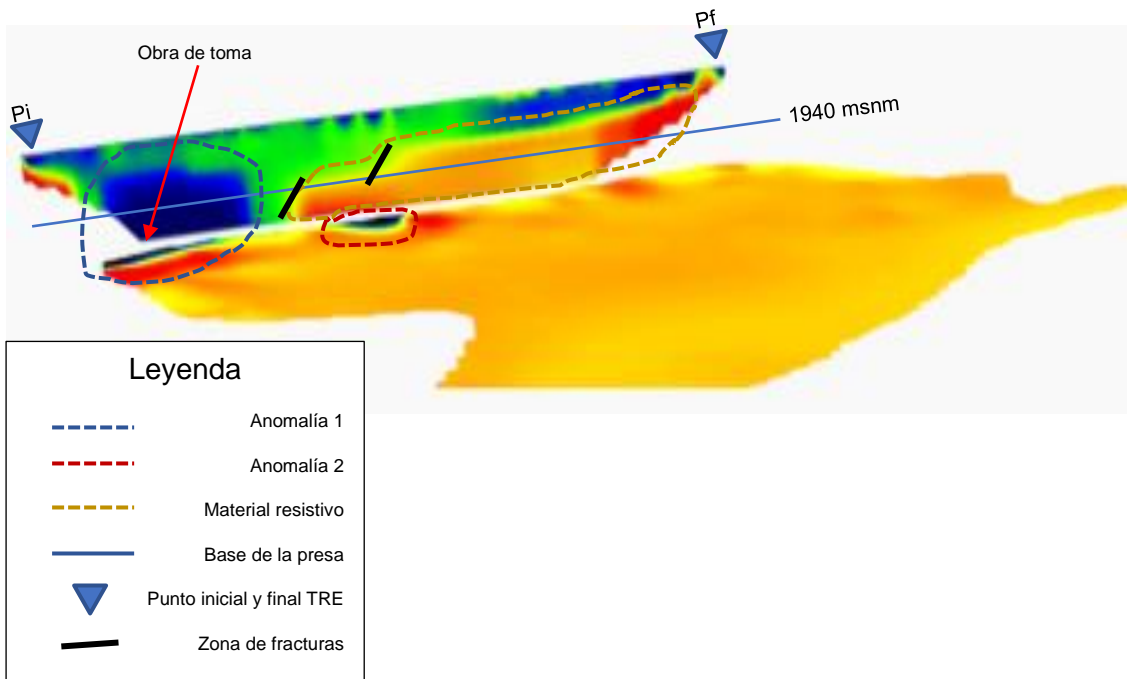 Pf
Obra de toma
Pi
1940 msnm
Leyenda
Anomalía 1
Anomalía 2
Material resistivo
Base de la presa
Punto inicial y final TRE
Zona de fracturas